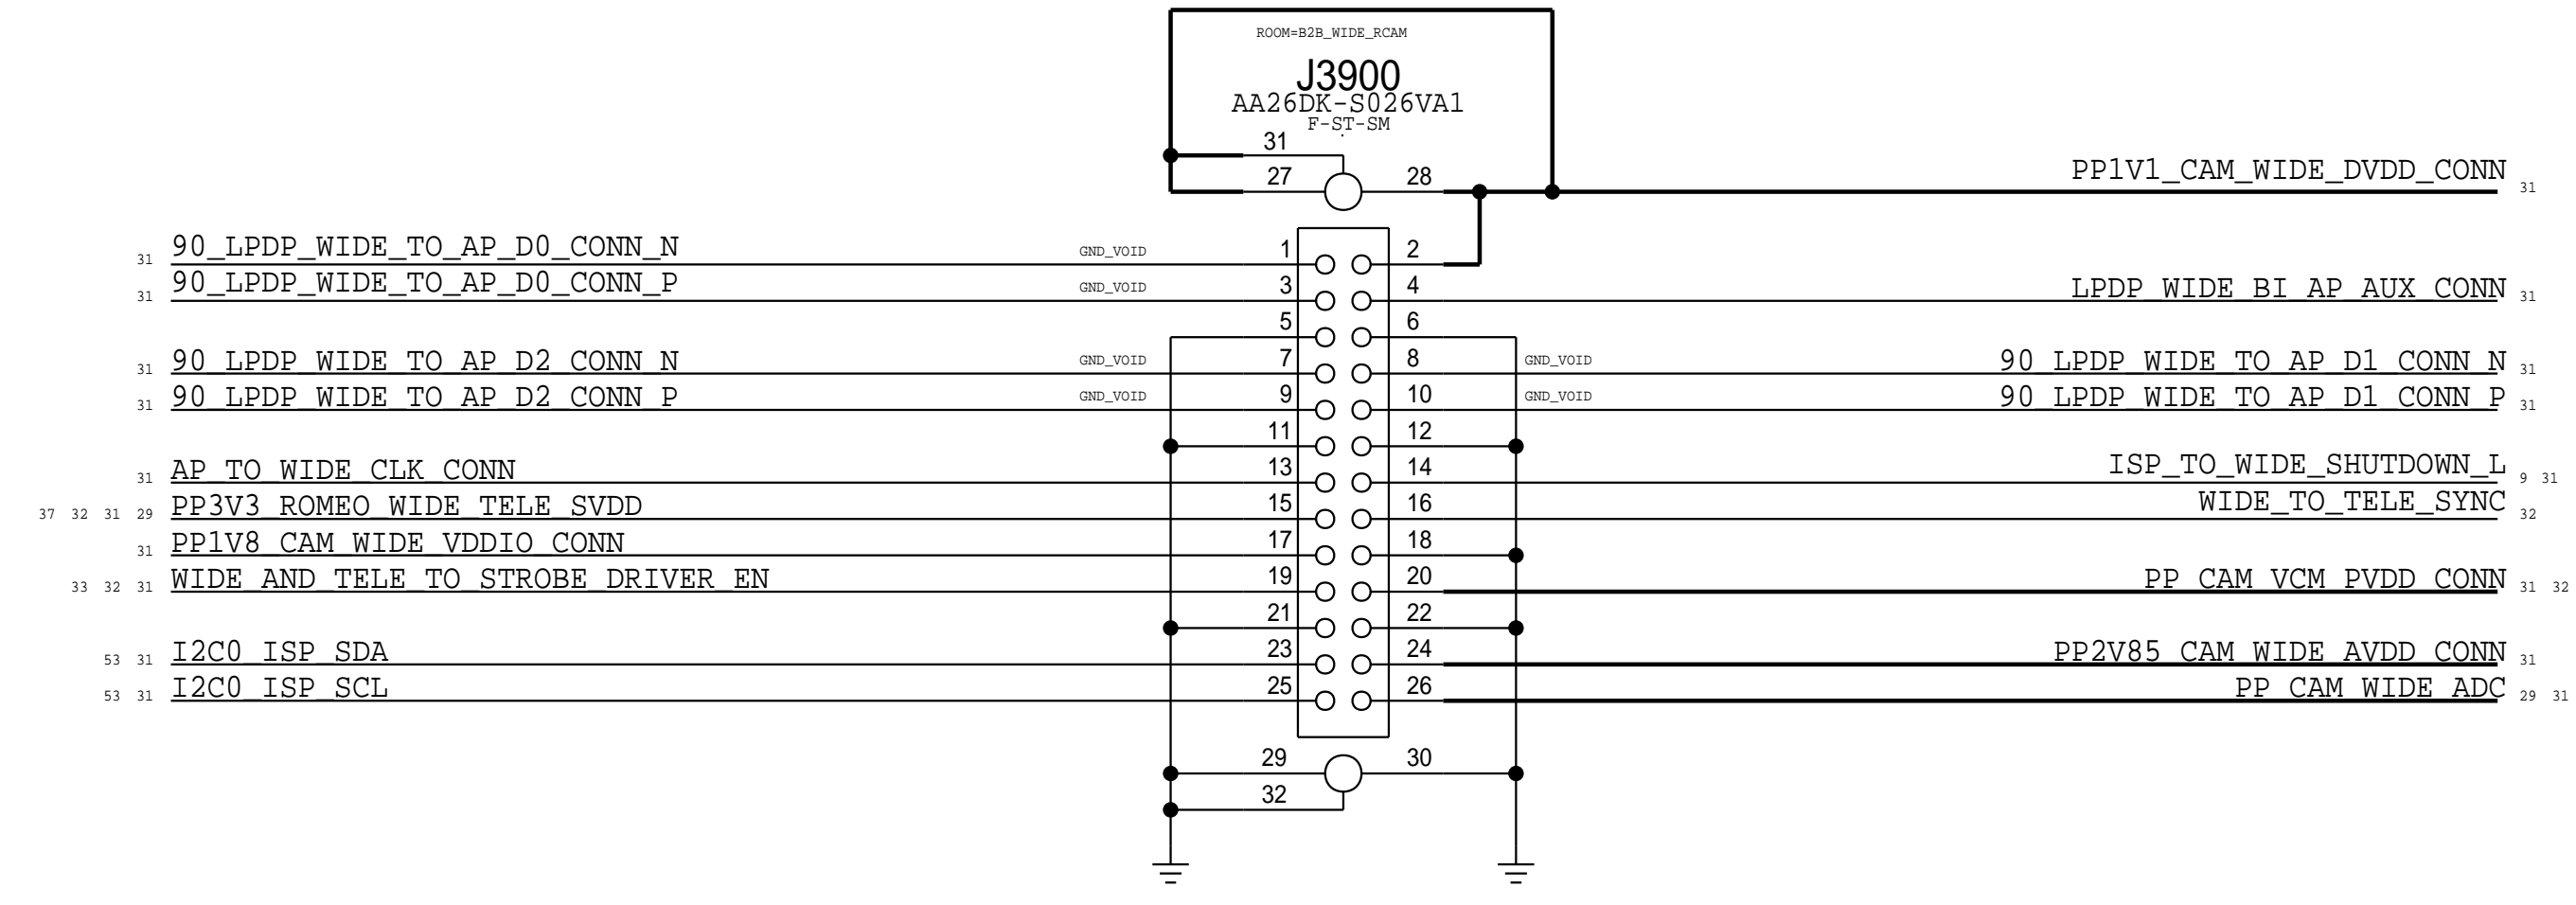 ROOM=B2B_WIDE_RCAM
J3900
AA26DK-S026VA1
F-ST-SM
31
27 28 PP1V1_CAM_WIDE_DVDD_CONN 31
31 90_LPDP_WIDE_TO_AP_D0_CONN_N GND_VOID 1 2
31 90_LPDP_WIDE_TO_AP_D0_CONN_P GND_VOID 3 4 LPDP_WIDE_BI_AP_AUX_CONN 31
5 6
31 90_LPDP_WIDE_TO_AP_D2_CONN_N GND_VOID 7 8 GND_VOID 90_LPDP_WIDE_TO_AP_D1_CONN_N 31
31 90_LPDP_WIDE_TO_AP_D2_CONN_P GND_VOID 9 10 GND_VOID 90_LPDP_WIDE_TO_AP_D1_CONN_P 31
11 12
31 AP_TO_WIDE_CLK_CONN 13 14 ISP_TO_WIDE_SHUTDOWN_L 9 31
37 32 31 29 PP3V3_ROMEO_WIDE_TELE_SVDD 15 16 WIDE_TO_TELE_SYNC 32
31 PP1V8_CAM_WIDE_VDDIO_CONN 17 18
33 32 31 WIDE_AND_TELE_TO_STROBE_DRIVER_EN 19 20 PP_CAM_VCM_PVDD_CONN 31 32
21 22
53 31 I2C0_ISP_SDA 23 24 PP2V85_CAM_WIDE_AVDD_CONN 31
53 31 I2C0_ISP_SCL 25 26 PP_CAM_WIDE_ADC 29 31
29 30
32